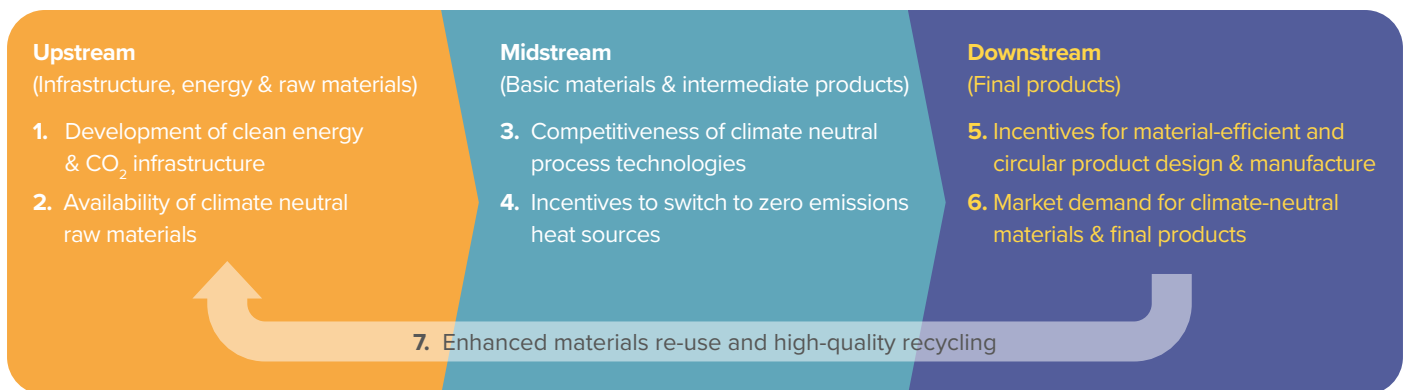 Upstream
(Infrastructure, energy & raw materials)
1. Development of clean energy
& CO₂ infrastructure
2. Availability of climate neutral
raw materials
Midstream
(Basic materials & intermediate products)
3. Competitiveness of climate neutral
process technologies
4. Incentives to switch to zero emissions
heat sources
Downstream
(Final products)
5. Incentives for material-efficient and
circular product design & manufacture
6. Market demand for climate-neutral
materials & final products
7. Enhanced materials re-use and high-quality recycling